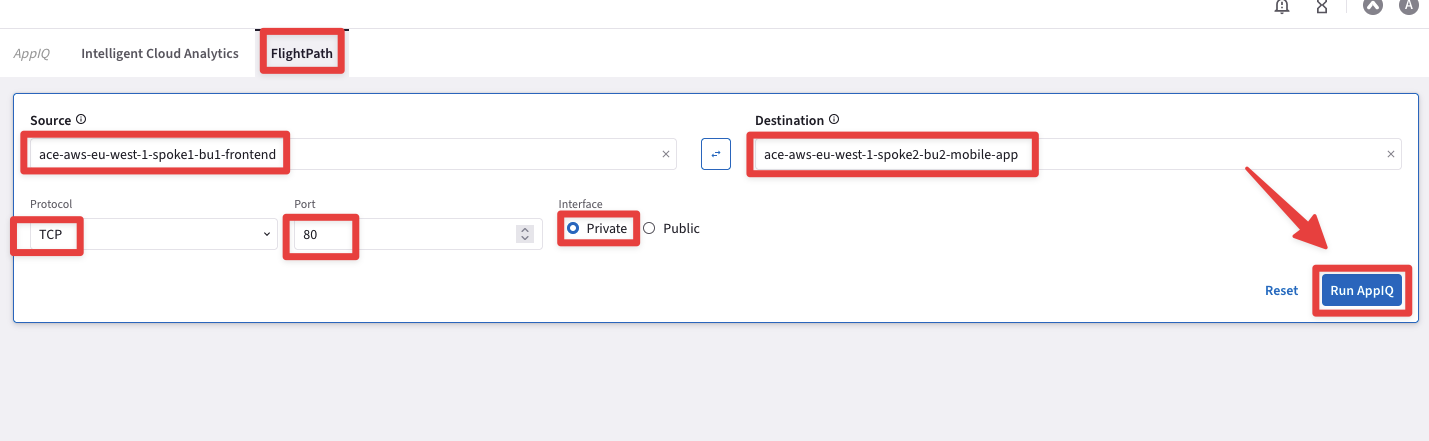 A
AppIQ Intelligent Cloud Analytics FlightPath
Source Destination
ace-aws-eu-west-1-spoke1-bu1-frontend × ace-aws-eu-west-1-spoke2-bu2-mobile-app ×
Protocol Port Interface
TCP 80 Private Public
Reset Run AppIQ